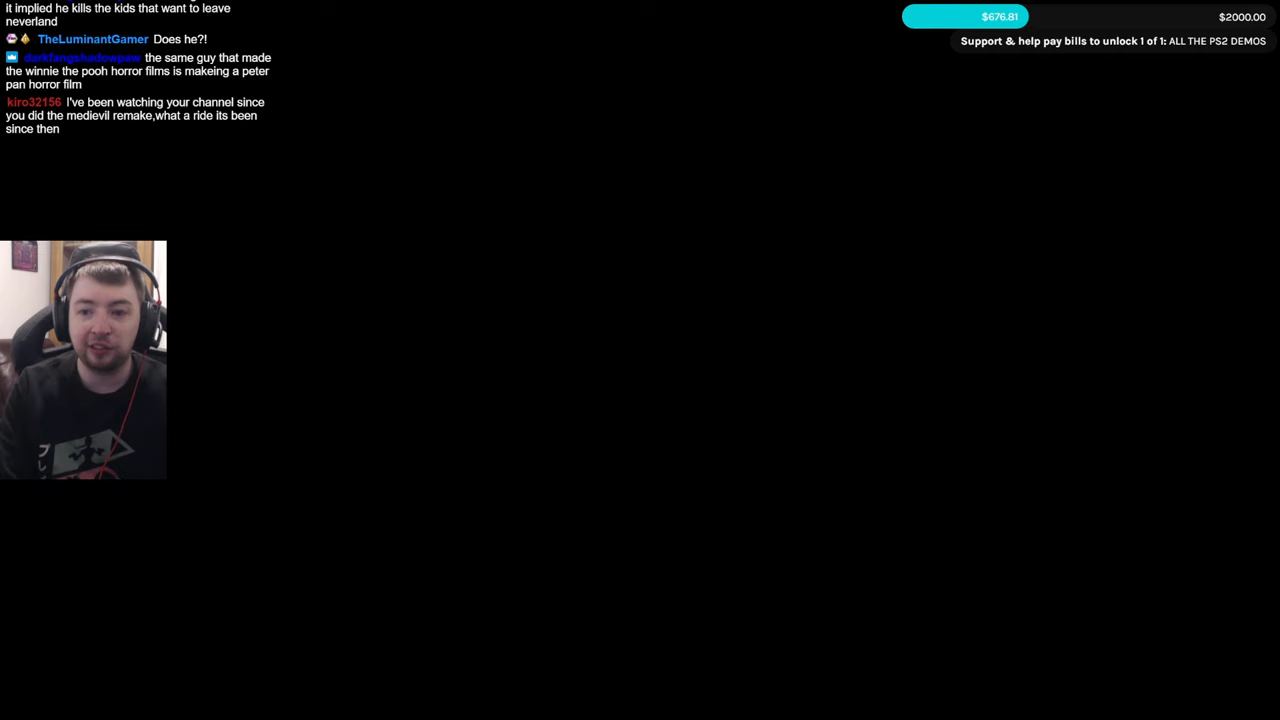 it implied he kills the kids that want to leave
neverland
TheLuminantGamer Does he?!
darkfangshadowpaw the same guy that made
the winnie the pooh horror films is makeing a peter
pan horror film
kiro32156 I've been watching your channel since
you did the medievil remake,what a ride its been
since then
$676.81
$2000.00
Support & help pay bills to unlock 1 of 1: ALL THE PS2 DEMOS